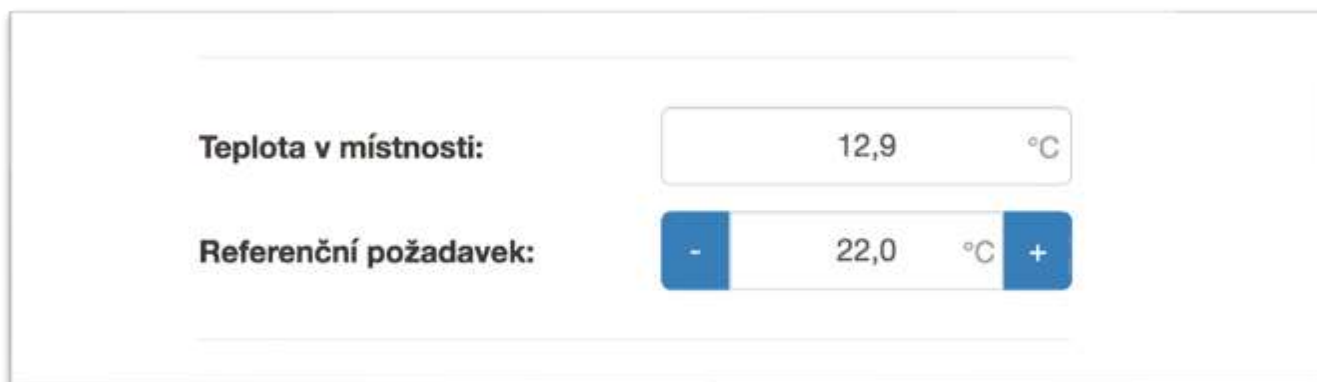 Teplota v místnosti: 12,9 °C
Referenční požadavek: - 22,0 °C +